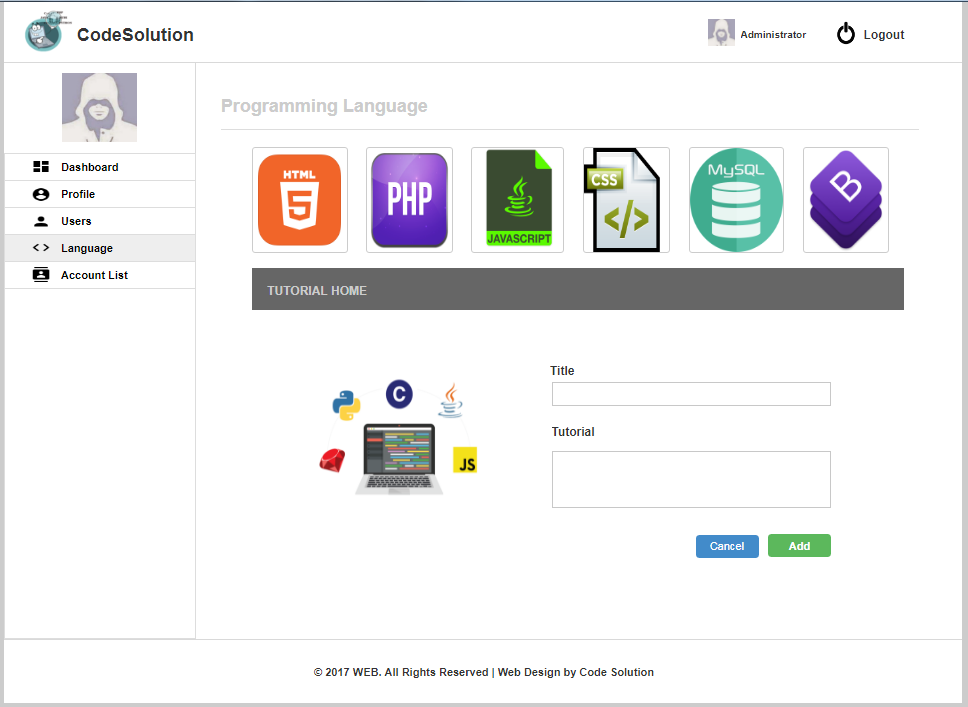 CodeSolution
Administrator
Logout
Programming Language
Dashboard
Profile
Users
Language
Account List
HTML
5
PHP
JAVASCRIPT
CSS
</>
MySQL
B
TUTORIAL HOME
C
JS
Title
Tutorial
Cancel
Add
© 2017 WEB. All Rights Reserved | Web Design by Code Solution